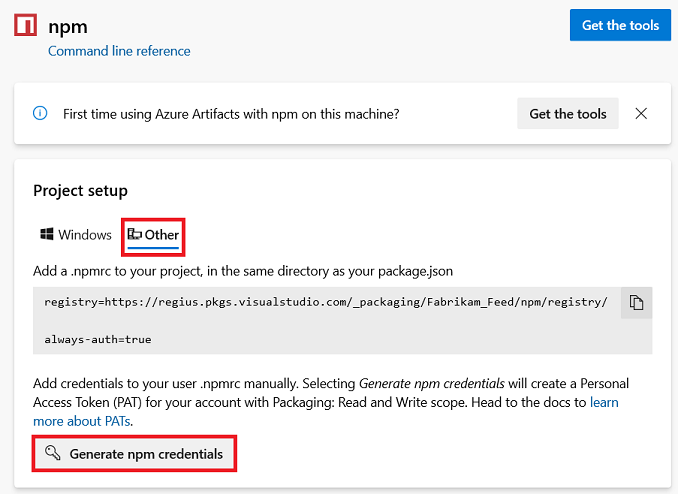 npm
Get the tools
Command line reference
First time using Azure Artifacts with npm on this machine?
Get the tools
Project setup
Windows
Other
Add a .npmrc to your project, in the same directory as your package.json
registry=https://regius.pkgs.visualstudio.com/_packaging/Fabrikam_Feed/npm/registry/
always-auth=true
Add credentials to your user .npmrc manually. Selecting Generate npm credentials will create a Personal
Access Token (PAT) for your account with Packaging: Read and Write scope. Head to the docs to learn
more about PATs.
Generate npm credentials